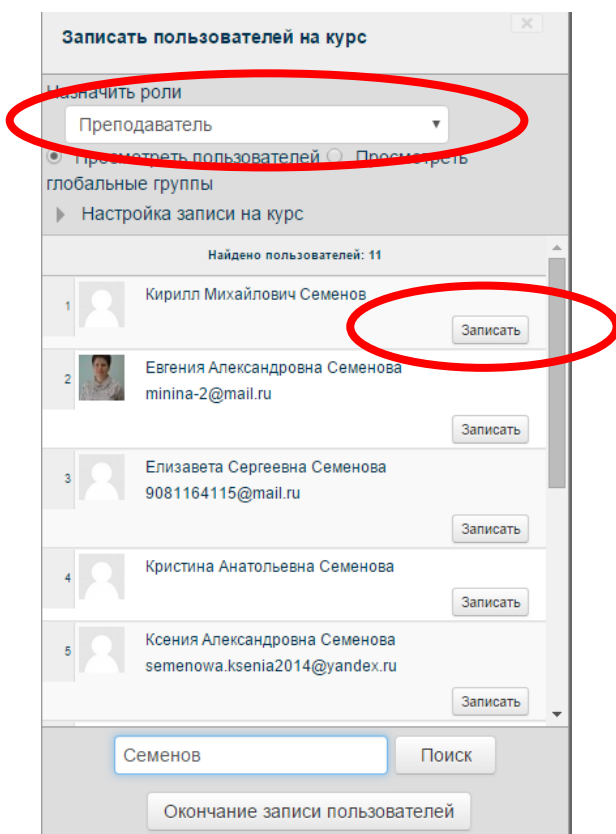 Записать пользователей на курс
×
Назначить роли
Преподаватель
Просмотреть пользователей Просмотреть
глобальные группы
Настройка записи на курс
Найдено пользователей: 11
1
Кирилл Михайлович Семенов
Записать
2
Евгения Александровна Семенова
minina-2@mail.ru
Записать
3
Елизавета Сергеевна Семенова
9081164115@mail.ru
Записать
4
Кристина Анатольевна Семенова
Записать
5
Ксения Александровна Семенова
semenowa.ksenia2014@yandex.ru
Записать
Семенов
Поиск
Окончание записи пользователей